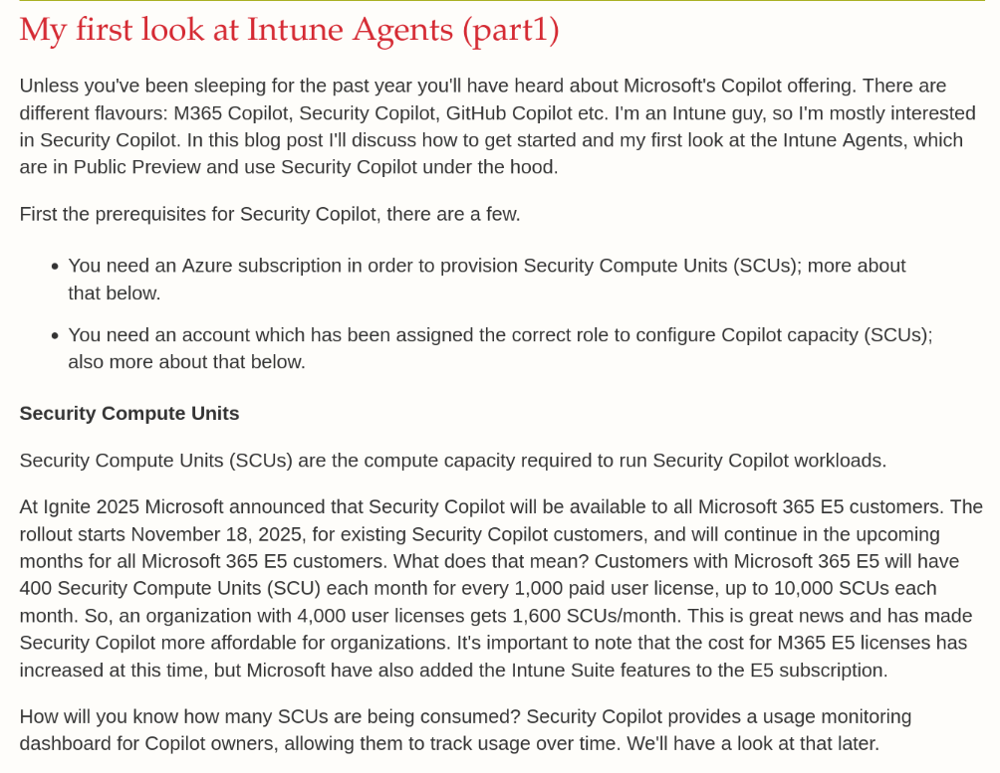 My first look at Intune Agents (part1)
Unless you've been sleeping for the past year you'll have heard about Microsoft's Copilot offering. There are
different flavours: M365 Copilot, Security Copilot, GitHub Copilot etc. I'm an Intune guy, so I'm mostly interested
in Security Copilot. In this blog post I'll discuss how to get started and my first look at the Intune Agents, which
are in Public Preview and use Security Copilot under the hood.
First the prerequisites for Security Copilot, there are a few.
• You need an Azure subscription in order to provision Security Compute Units (SCUs); more about
that below.
• You need an account which has been assigned the correct role to configure Copilot capacity (SCUs);
also more about that below.
Security Compute Units
Security Compute Units (SCUs) are the compute capacity required to run Security Copilot workloads.
At Ignite 2025 Microsoft announced that Security Copilot will be available to all Microsoft 365 E5 customers. The
rollout starts November 18, 2025, for existing Security Copilot customers, and will continue in the upcoming
months for all Microsoft 365 E5 customers. What does that mean? Customers with Microsoft 365 E5 will have
400 Security Compute Units (SCU) each month for every 1,000 paid user license, up to 10,000 SCUs each
month. So, an organization with 4,000 user licenses gets 1,600 SCUs/month. This is great news and has made
Security Copilot more affordable for organizations. It's important to note that the cost for M365 E5 licenses has
increased at this time, but Microsoft have also added the Intune Suite features to the E5 subscription.
How will you know how many SCUs are being consumed? Security Copilot provides a usage monitoring
dashboard for Copilot owners, allowing them to track usage over time. We'll have a look at that later.